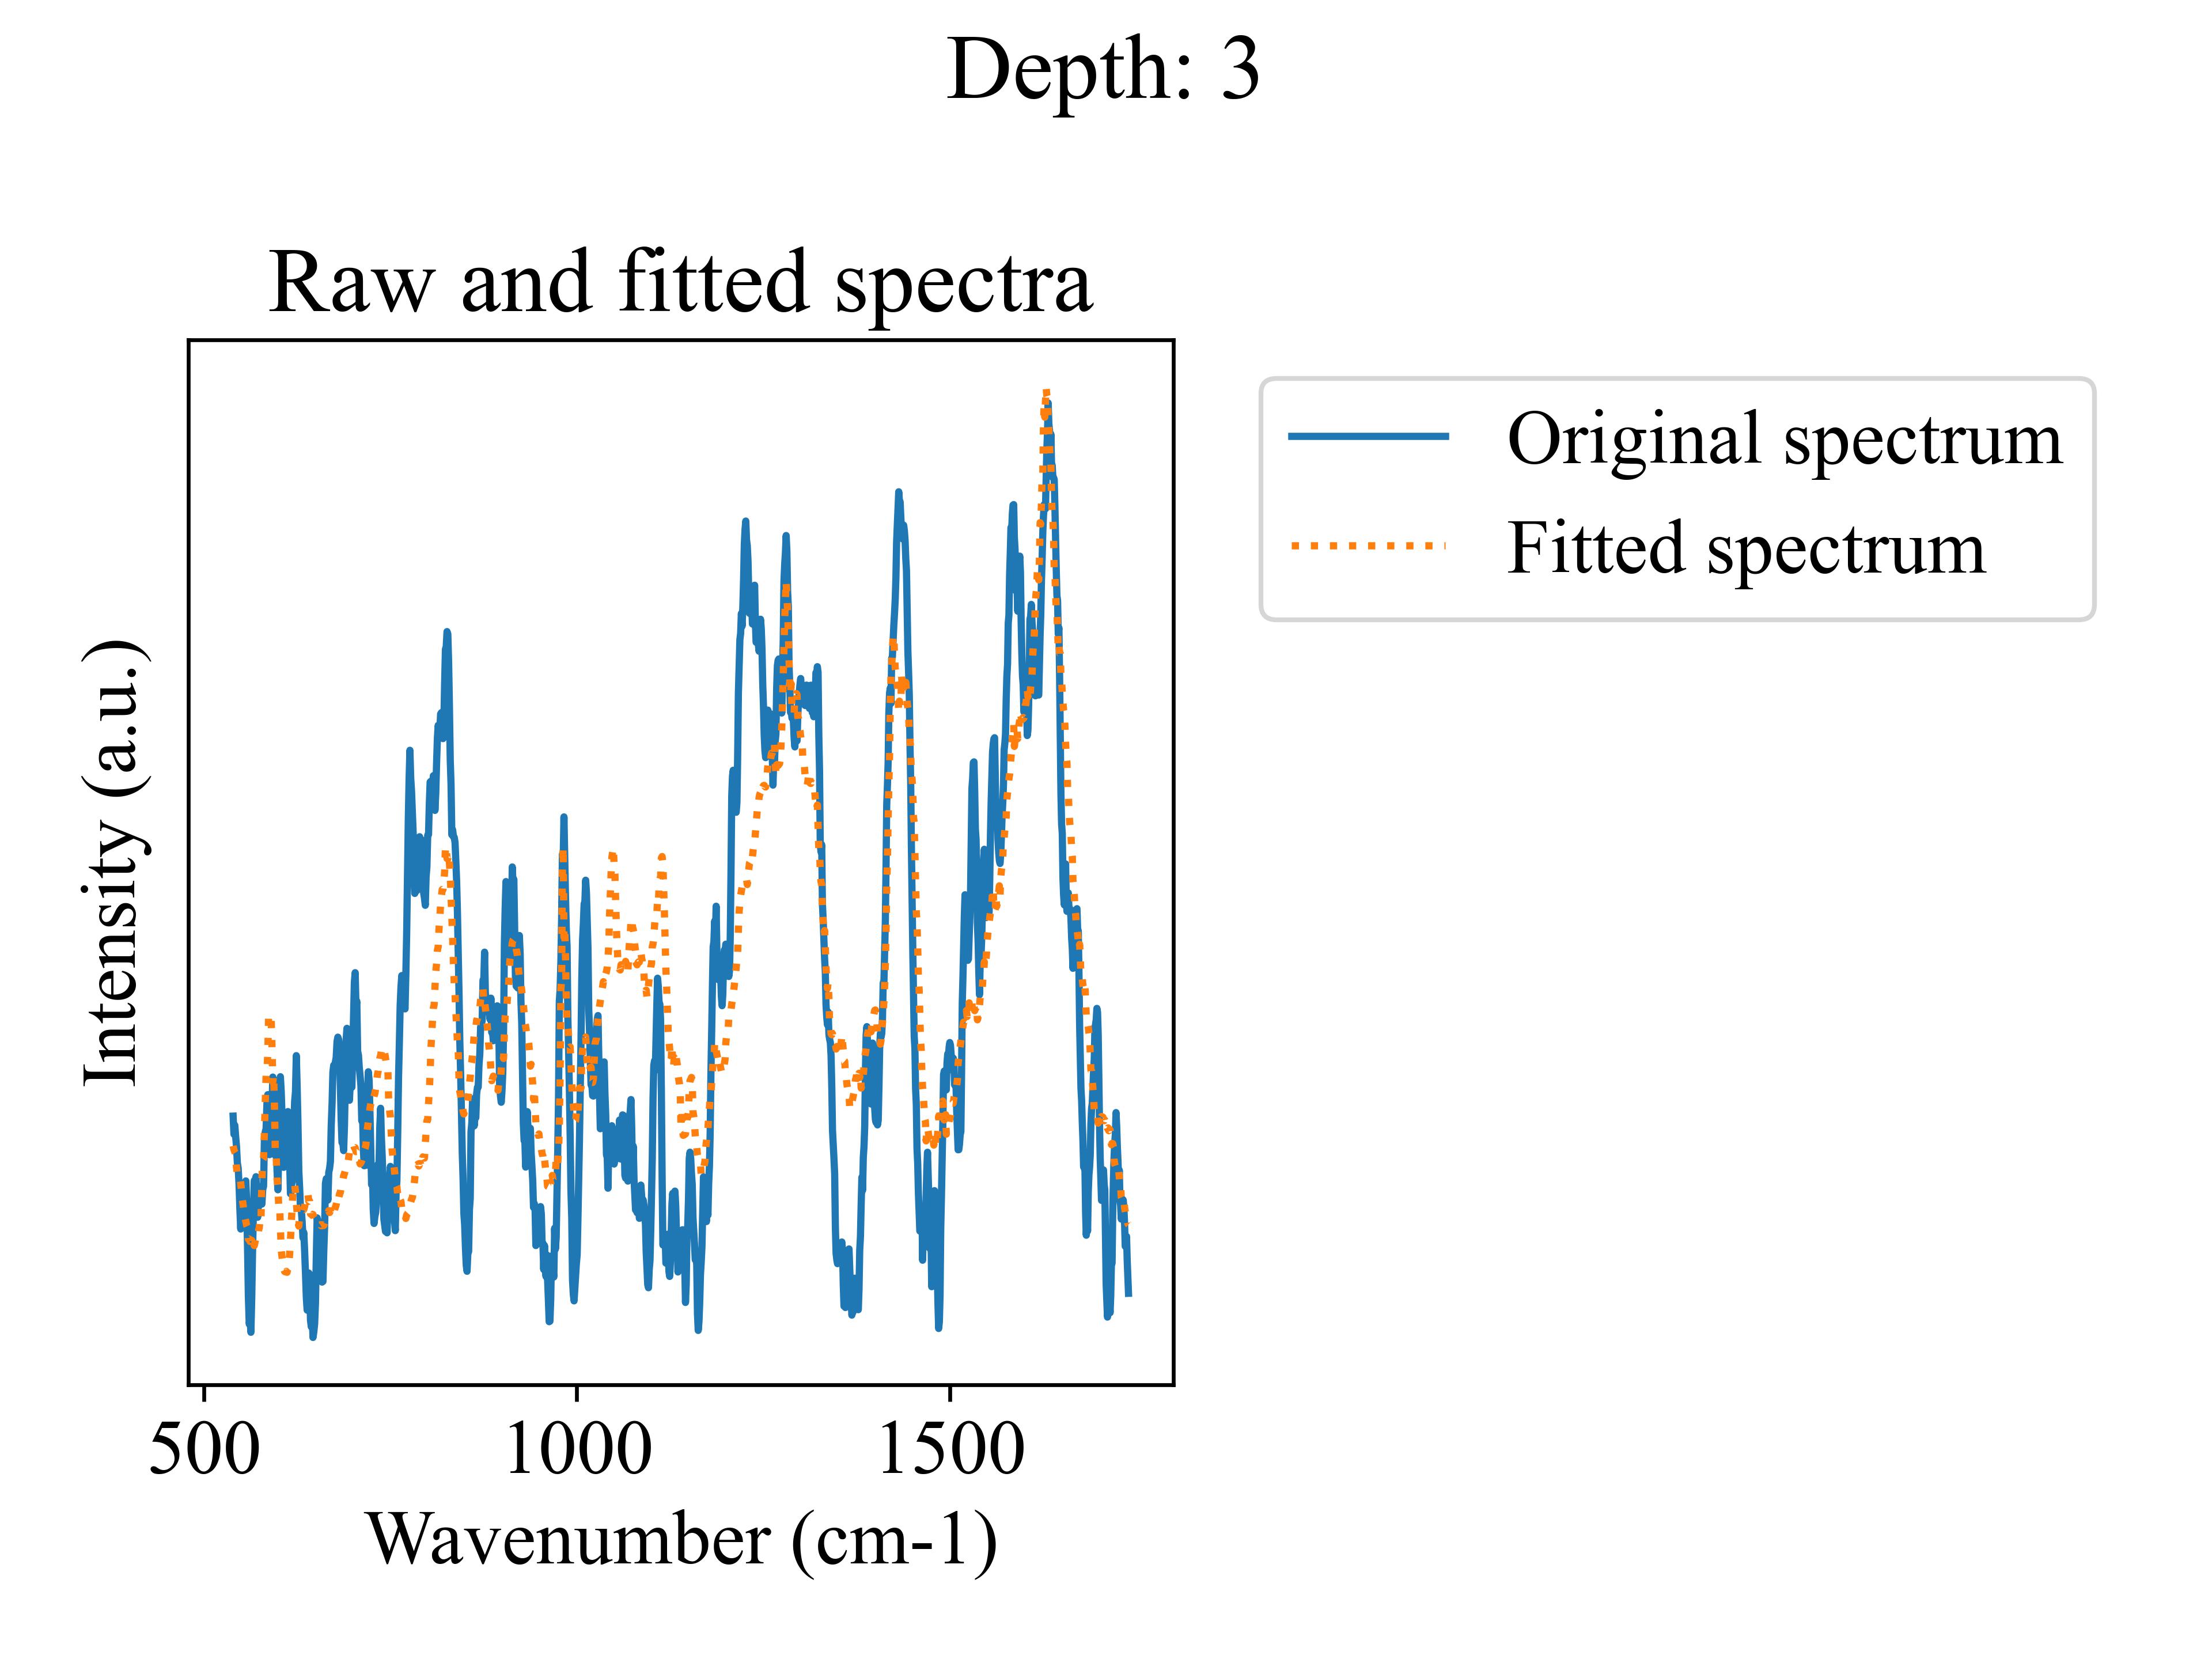 Depth: 3
Raw and fitted spectra
Original spectrum
Fitted spectrum
Intensity (a.u.)
500 1000 1500
Wavenumber (cm-1)